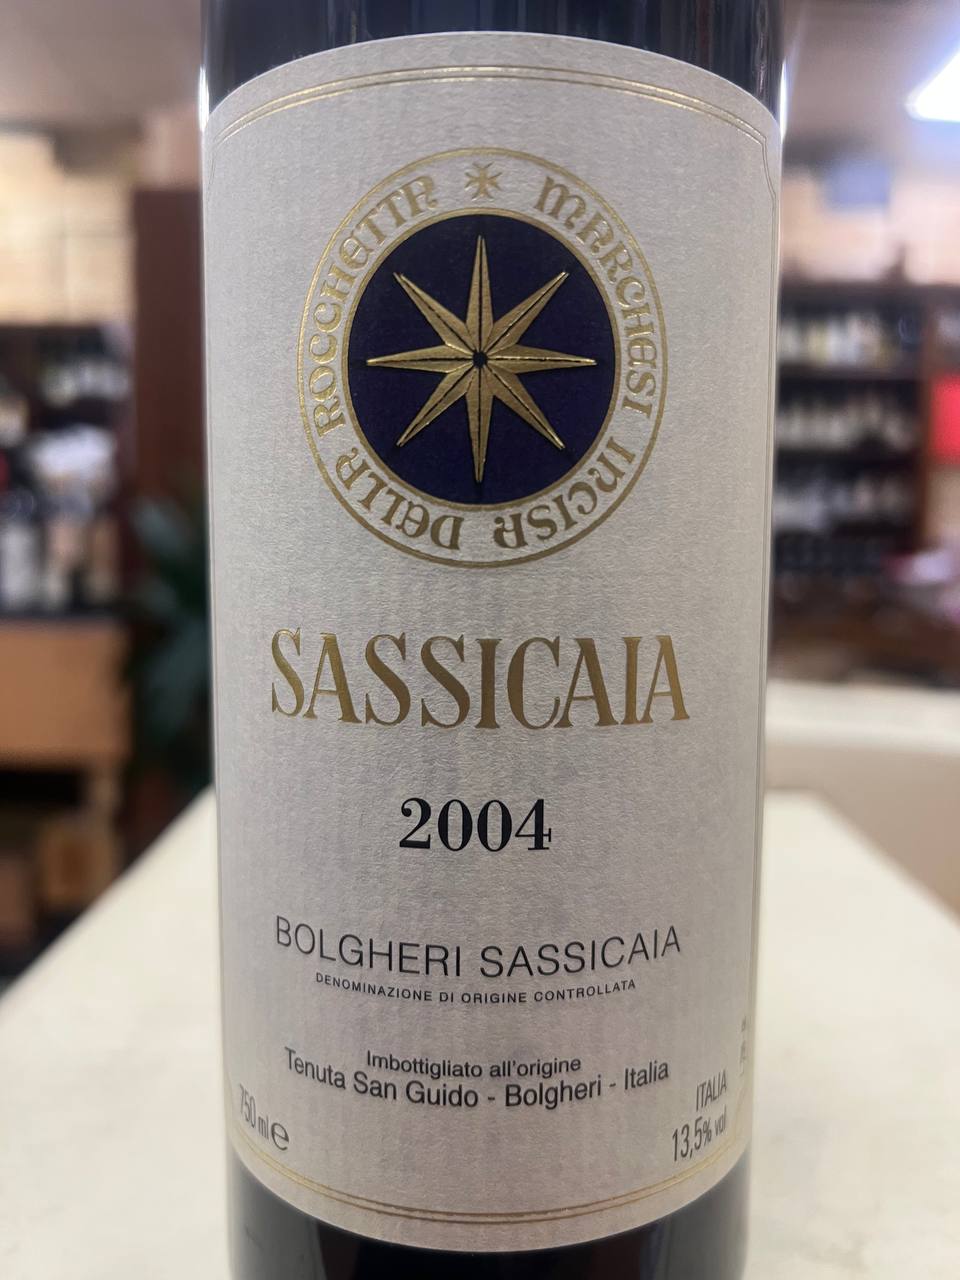 MARCHESI INCISA DELLA ROCCHETTA
SASSICAIA
2004
BOLGHERI SASSICAIA
DENOMINAZIONE DI ORIGINE CONTROLLATA
Imbottigliato all'origine
Tenuta San Guido - Bolgheri - Italia
750 ml e
ITALIA
13,5% vol